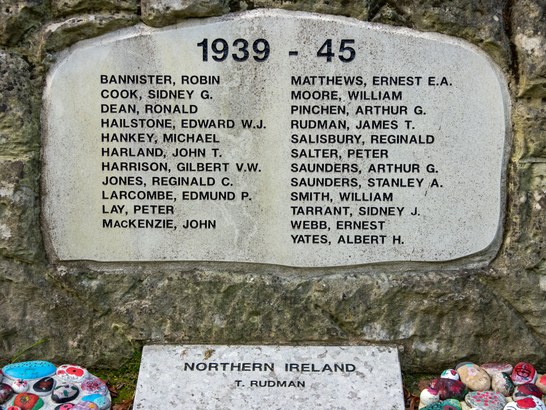 1939 - 45
BANNISTER, ROBIN
COOK, SIDNEY G.
DEAN, RONALD
HAILSTONE, EDWARD W.J.
HANKEY, MICHAEL
HARLAND, JOHN T.
HARRISON, GILBERT V.W.
JONES, REGINALD C.
LARCOMBE, EDMUND P.
LAY, PETER
MACKENZIE, JOHN
MATTHEWS, ERNEST E.A.
MOORE, WILLIAM
PINCHEN, ARTHUR G.
RUDMAN, JAMES T.
SALISBURY, REGINALD
SALTER, PETER
SAUNDERS, ARTHUR G.
SAUNDERS, STANLEY A.
SMITH, WILLIAM
TARRANT, SIDNEY J.
WEBB, ERNEST
YATES, ALBERT H.
NORTHERN IRELAND
T. RUDMAN